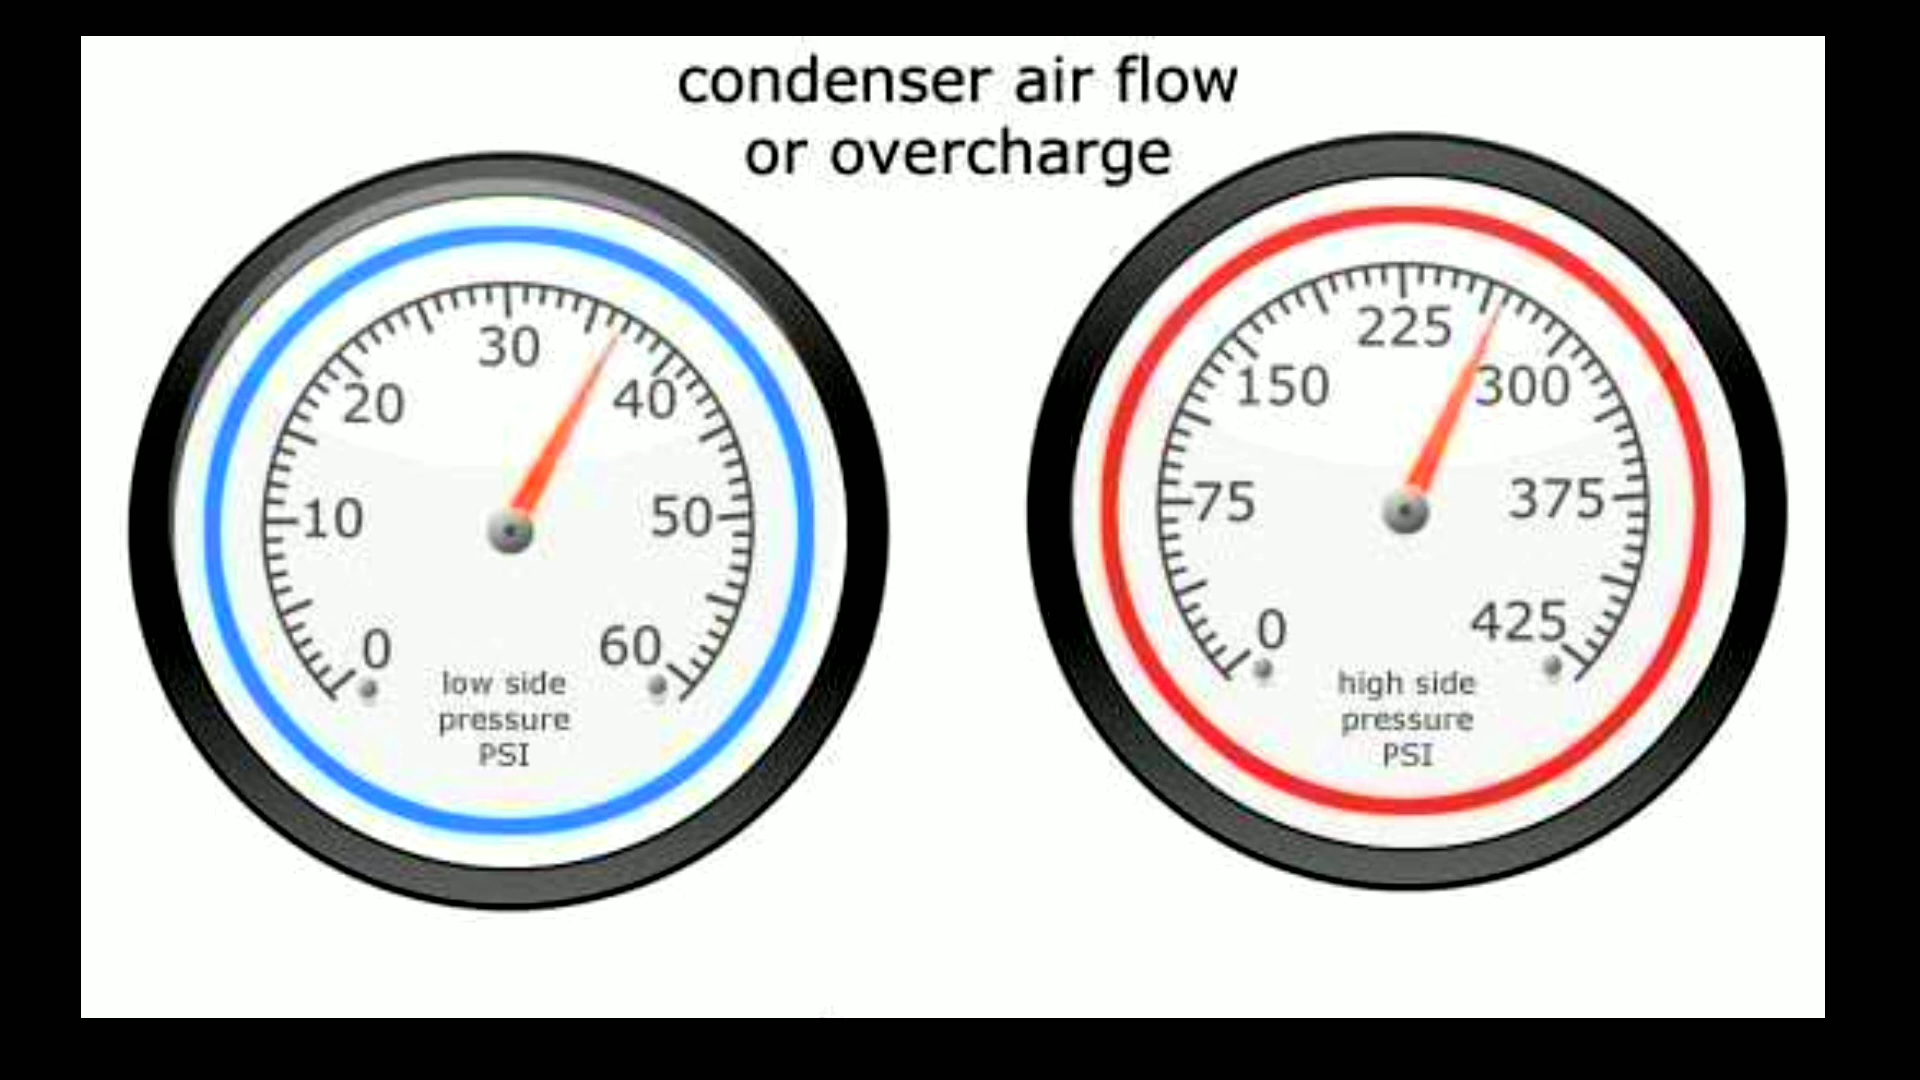 condenser air flow
or overcharge
0
10
20
30
40
50
60
low side
pressure
PSI
0
75
150
225
300
375
425
high side
pressure
PSI